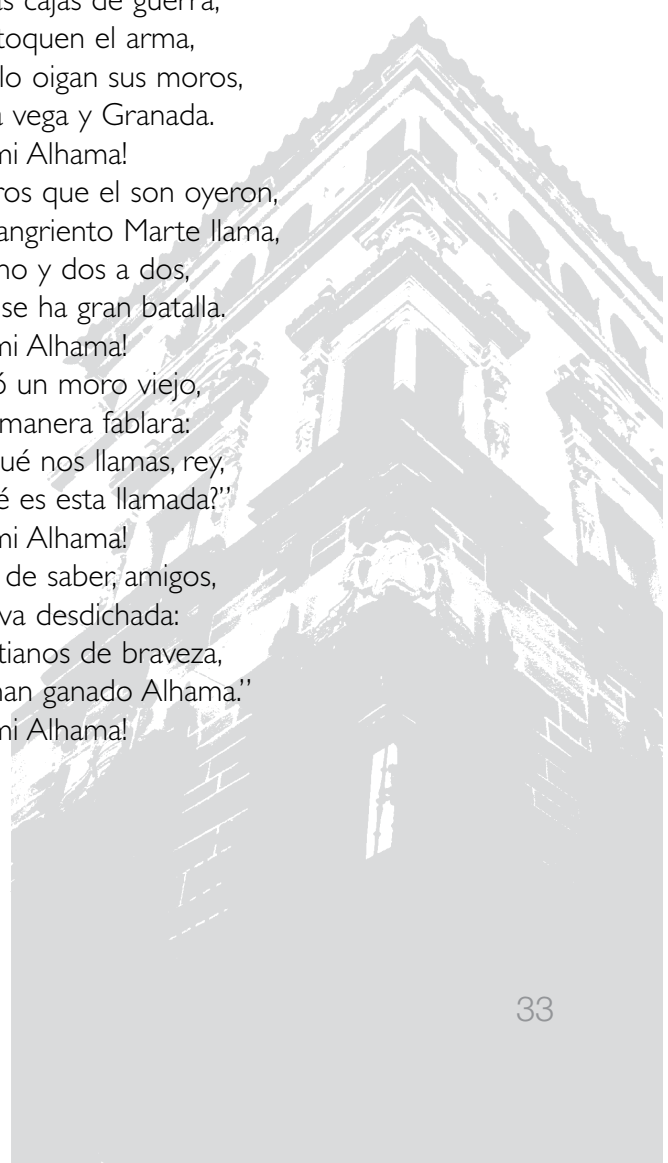 as cajas de guerra,
toquen el arma,
lo oigan sus moros,
a vega y Granada.
mi Alhama!
ros que el son oyeron,
angriento Marte llama,
no y dos a dos,
se ha gran batalla.
mi Alhama!
ó un moro viejo,
manera fablara:
ué nos llamas, rey,
é es esta llamada?”
mi Alhama!
de saber, amigos,
va desdichada:
tianos de braveza,
han ganado Alhama.”
mi Alhama!
33